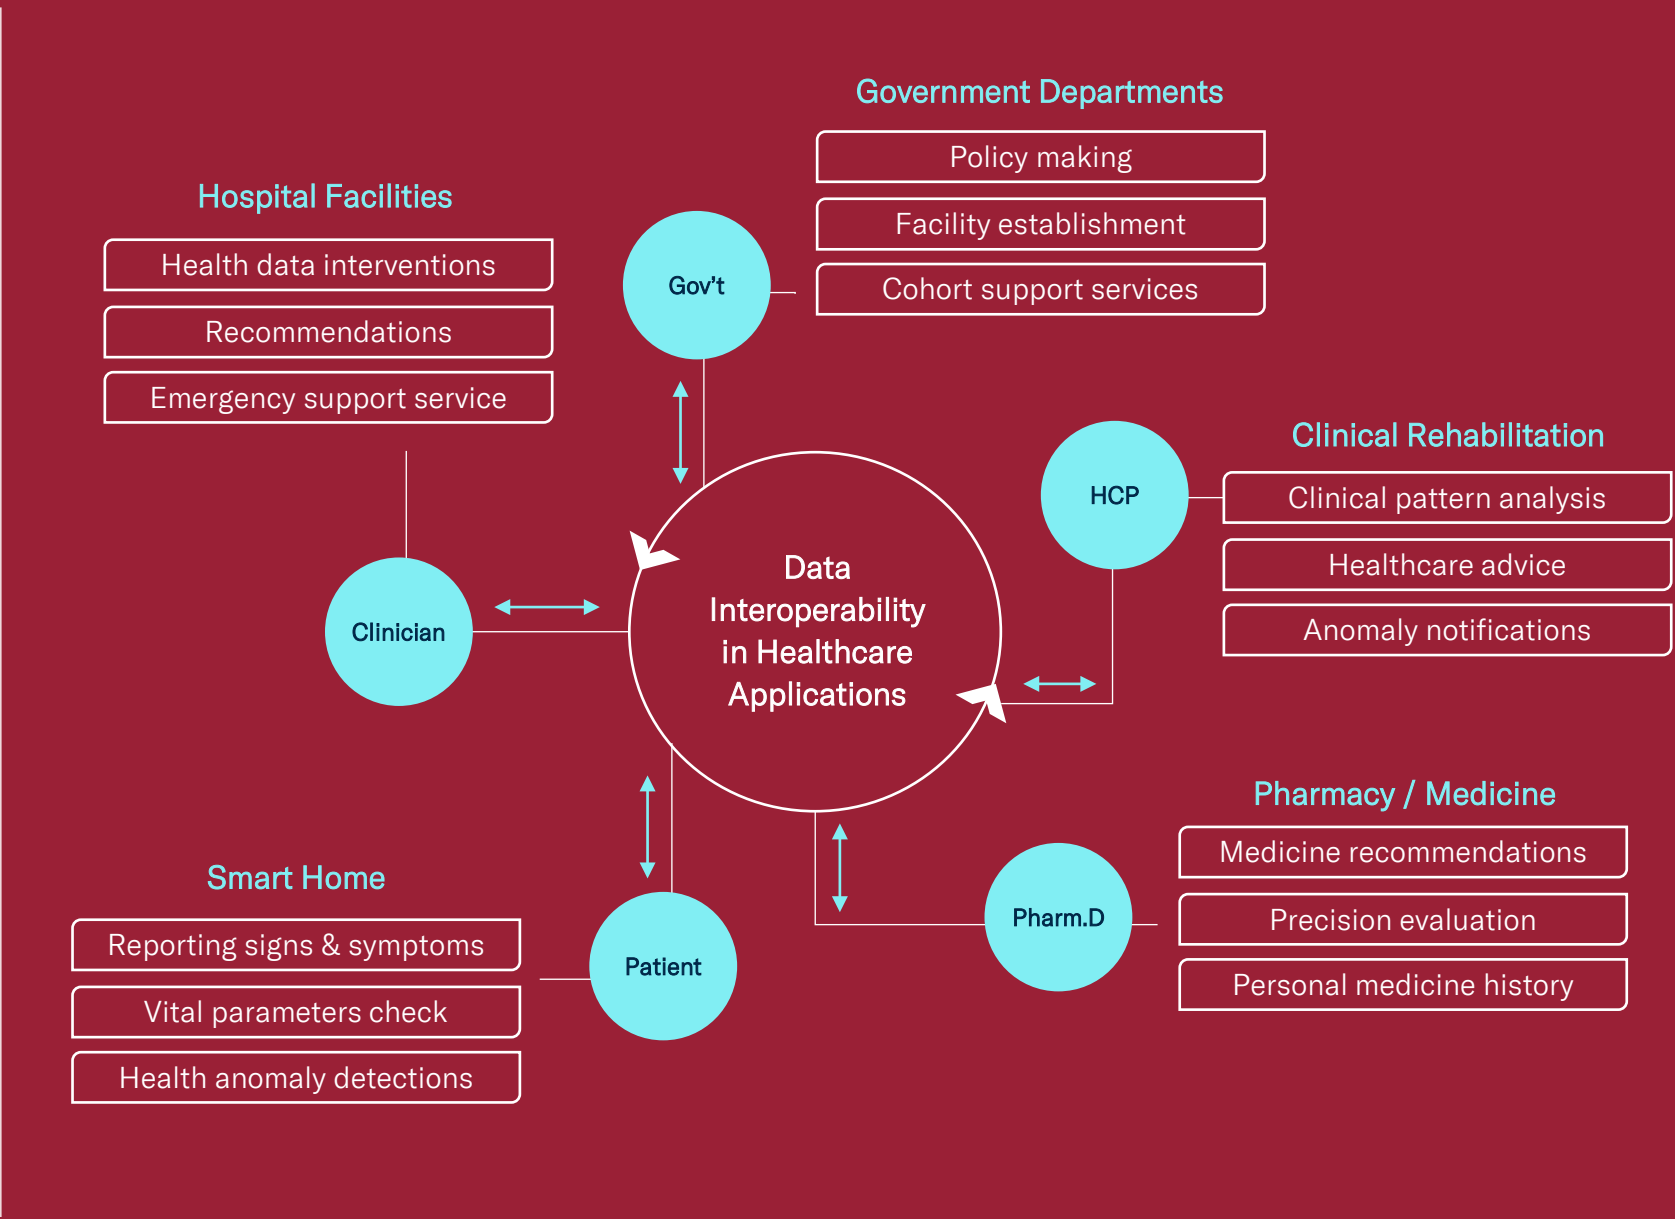 Government Departments
Policy making
Facility establishment
Cohort support services
Gov't
Hospital Facilities
Health data interventions
Recommendations
Emergency support service
Clinician
Clinical Rehabilitation
Clinical pattern analysis
Healthcare advice
Anomaly notifications
HCP
Data
Interoperability
in Healthcare
Applications
Pharmacy / Medicine
Medicine recommendations
Precision evaluation
Personal medicine history
Pharm.D
Smart Home
Reporting signs & symptoms
Vital parameters check
Health anomaly detections
Patient